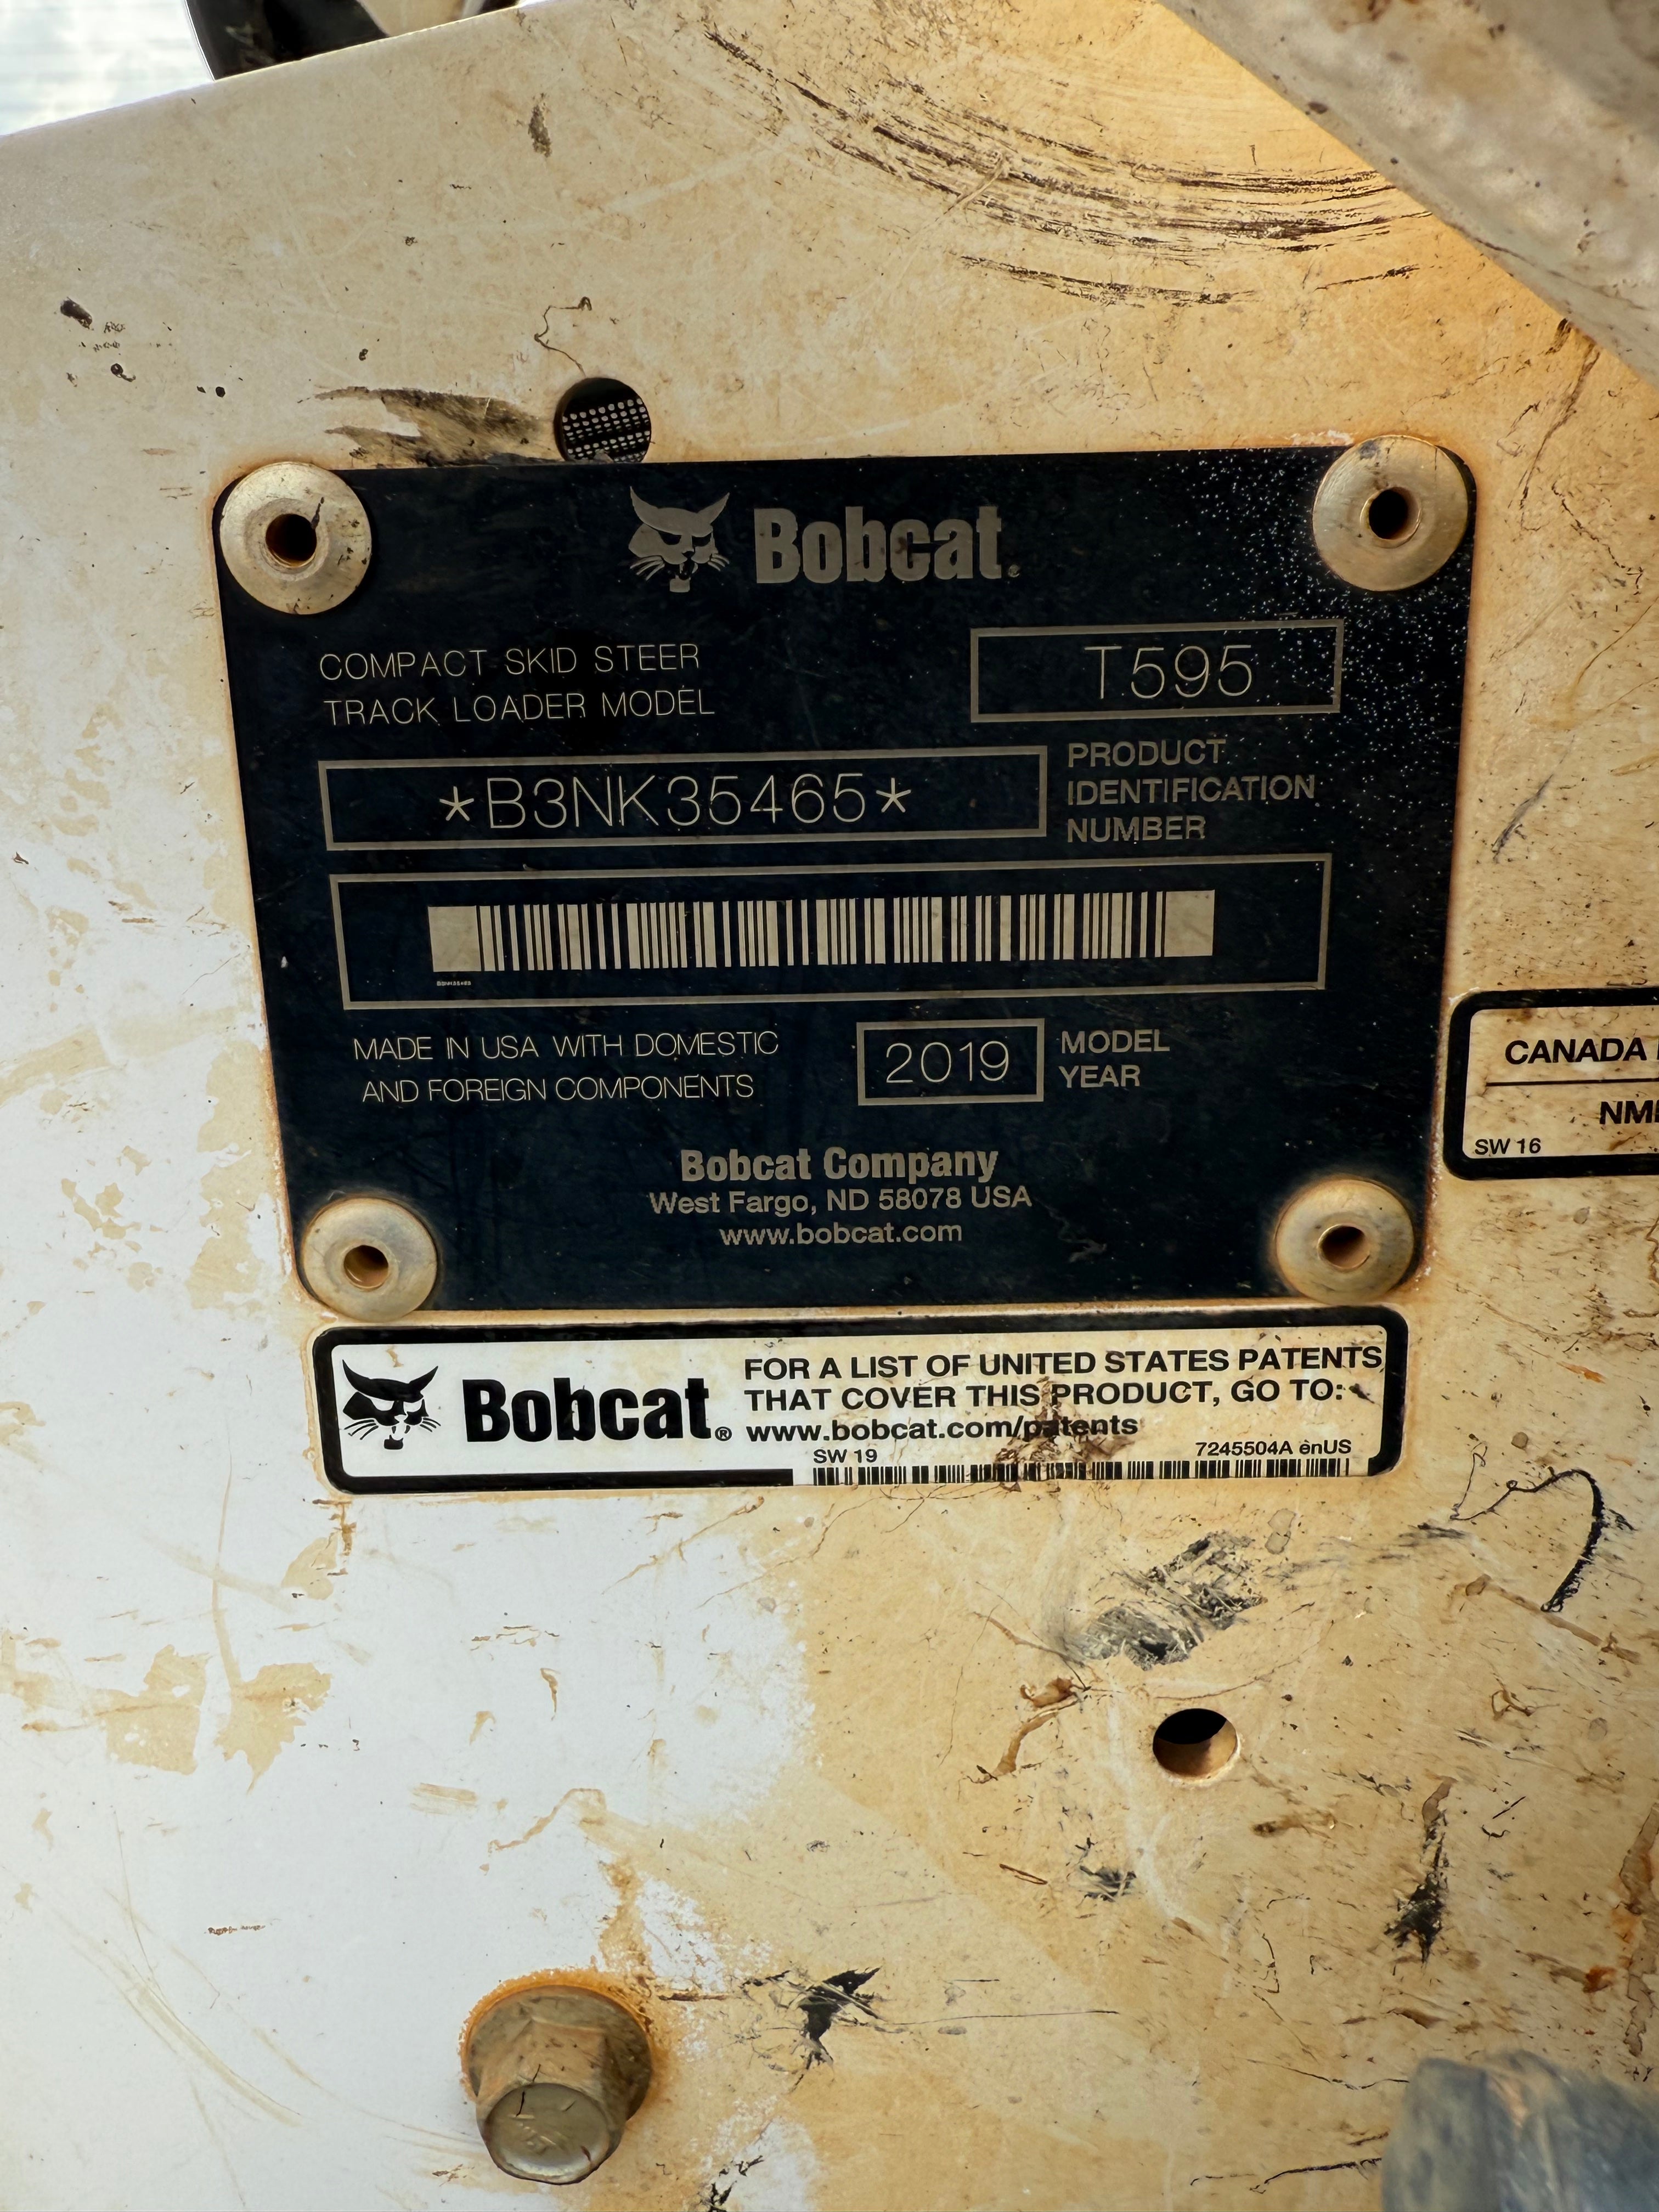 Bobcat.
COMPACT SKID STEER
TRACK LOADER MODEL
T595
*B3NK35465*
PRODUCT
IDENTIFICATION
NUMBER
B3NK35465
MADE IN USA WITH DOMESTIC
AND FOREIGN COMPONENTS
2019
MODEL
YEAR
Bobcat Company
West Fargo, ND 58078 USA
www.bobcat.com
CANADA
SW 16
Bobcat®
FOR A LIST OF UNITED STATES PATENTS
THAT COVER THIS PRODUCT, GO TO:
www.bobcat.com/patents
SW 19
7245504A enUS